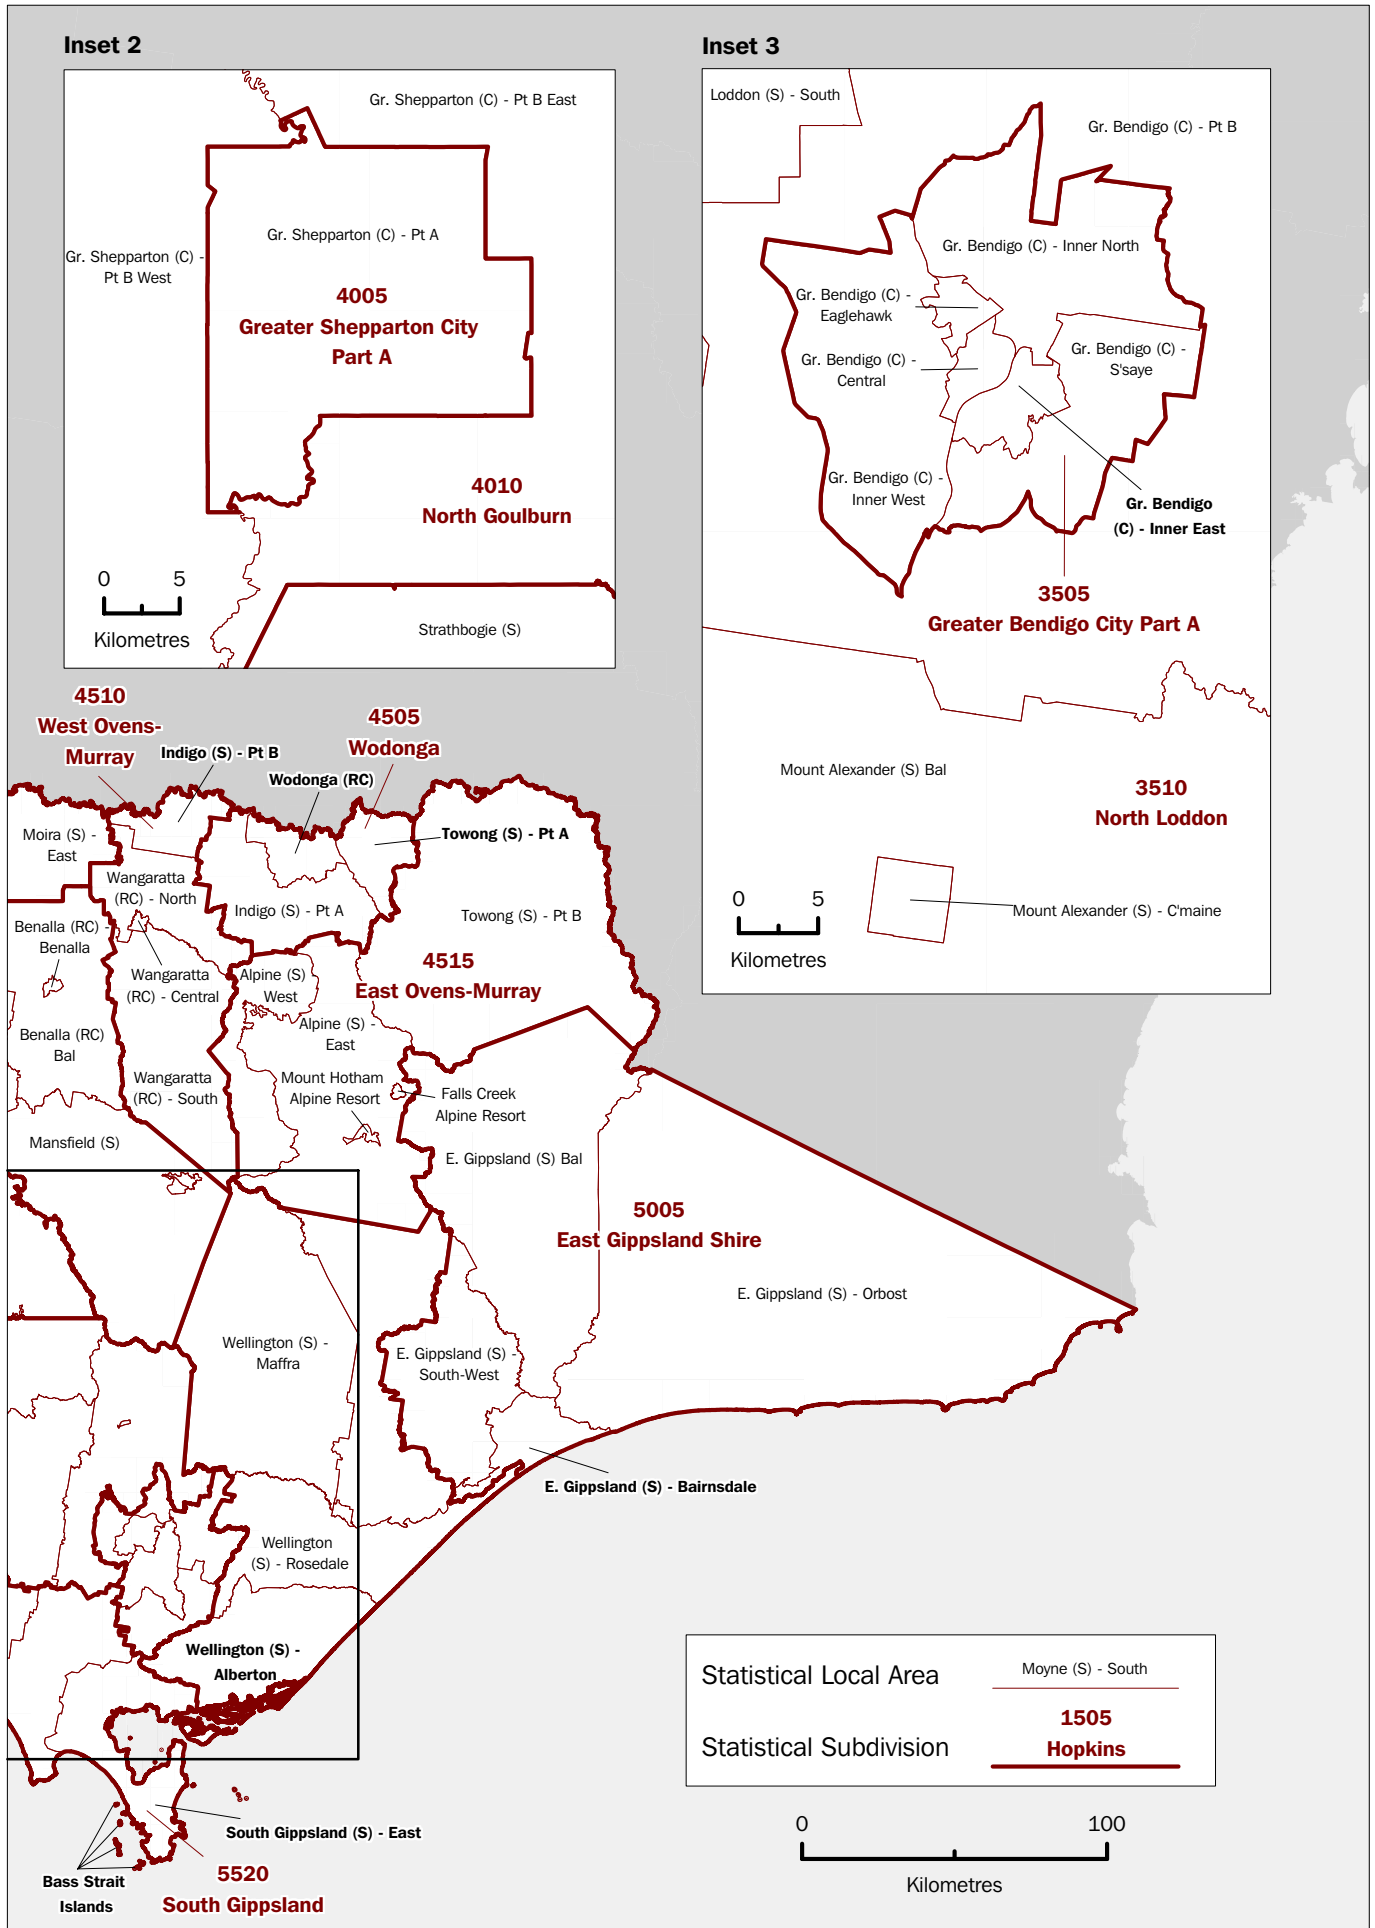 Inset 2
Gr. Shepparton (C) - Pt B East
Gr. Shepparton (C) - Pt A
Gr. Shepparton (C) -
Pt B West
4005
Greater Shepparton City
Part A
4010
North Goulburn
0 5
Kilometres
Strathbogie (S)
Inset 3
Loddon (S) - South
Gr. Bendigo (C) - Pt B
Gr. Bendigo (C) - Inner North
Gr. Bendigo (C) -
Eaglehawk
Gr. Bendigo (C) -
Central
Gr. Bendigo (C) -
S'saye
Gr. Bendigo (C) -
Inner West
Gr. Bendigo
(C) - Inner East
3505
Greater Bendigo City Part A
Mount Alexander (S) Bal
3510
North Loddon
0 5
Kilometres
Mount Alexander (S) - C'maine
4510
West Ovens-
Murray
Indigo (S) - Pt B
4505
Wodonga
Wodonga (RC)
Moira (S) -
East
Towong (S) - Pt A
Wangaratta
(RC) - North
Indigo (S) - Pt A
Towong (S) - Pt B
Benalla (RC) -
Benalla
Wangaratta
(RC) - Central
Alpine (S)
West
4515
East Ovens-Murray
Alpine (S) -
East
Benalla (RC)
Bal
Wangaratta
(RC) - South
Mount Hotham
Alpine Resort
Falls Creek
Alpine Resort
Mansfield (S)
E. Gippsland (S) Bal
5005
East Gippsland Shire
E. Gippsland (S) - Orbost
Wellington (S) -
Maffra
E. Gippsland (S) -
South-West
E. Gippsland (S) - Bairnsdale
Wellington
(S) - Rosedale
Wellington (S) -
Alberton
South Gippsland (S) - East
Bass Strait
Islands
5520
South Gippsland
Statistical Local Area
Moyne (S) - South
Statistical Subdivision
1505
Hopkins
0 100
Kilometres